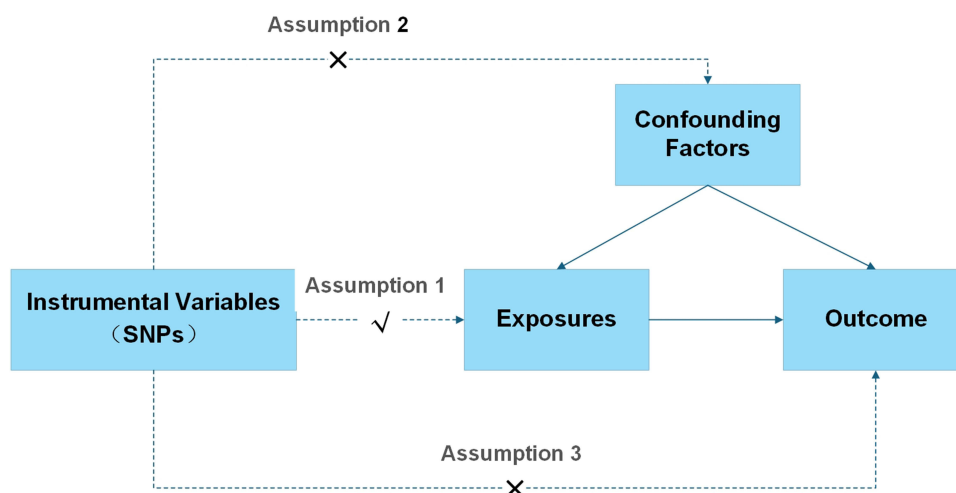 Assumption 2
×
Confounding
Factors
Instrumental Variables
（SNPs）
Assumption 1
√
Exposures
Outcome
Assumption 3
×